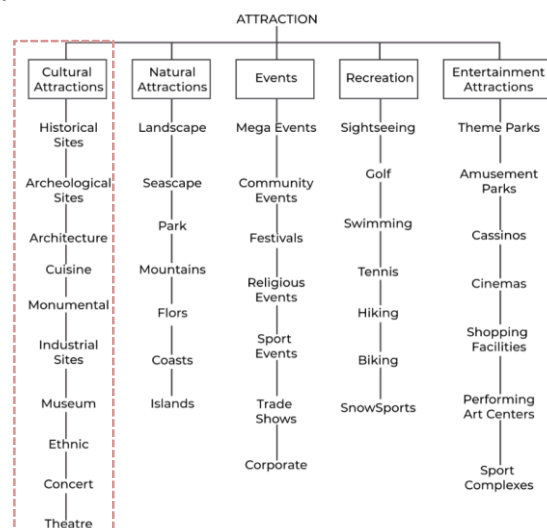 ATTRACTION
Cultural
Attractions
Historical
Sites
Archeological
Sites
Architecture
Cuisine
Monumental
Industrial
Sites
Museum
Ethnic
Concert
Theatre
Natural
Attractions
Landscape
Seascape
Park
Mountains
Flors
Coasts
Islands
Events
Mega Events
Community
Events
Festivals
Religious
Events
Sport
Events
Trade
Shows
Corporate
Recreation
Sightseeing
Golf
Swimming
Tennis
Hiking
Biking
SnowSports
Entertainment
Attractions
Theme Parks
Amusement
Parks
Cassinos
Cinemas
Shopping
Facilities
Performing
Art Centers
Sport
Complexes